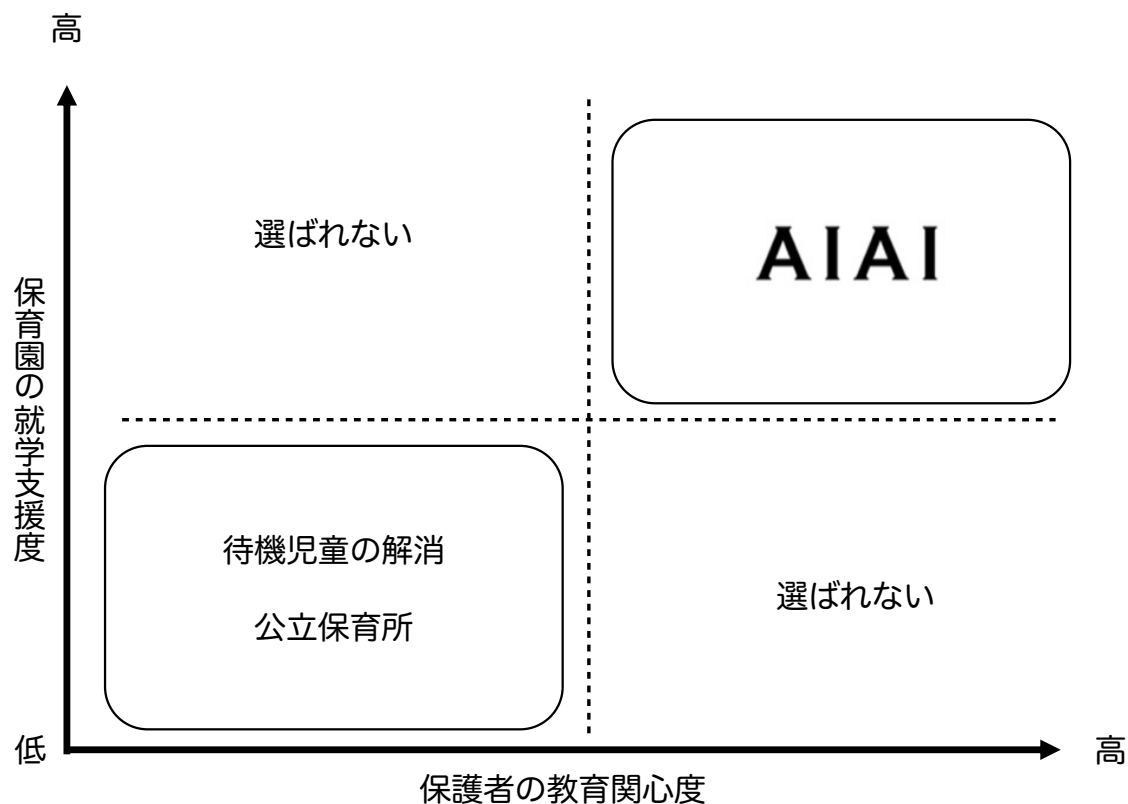 高
選ばれない
AIAI
保育園の就学支援度
待機児童の解消
公立保育所
選ばれない
低
高
保護者の教育関心度